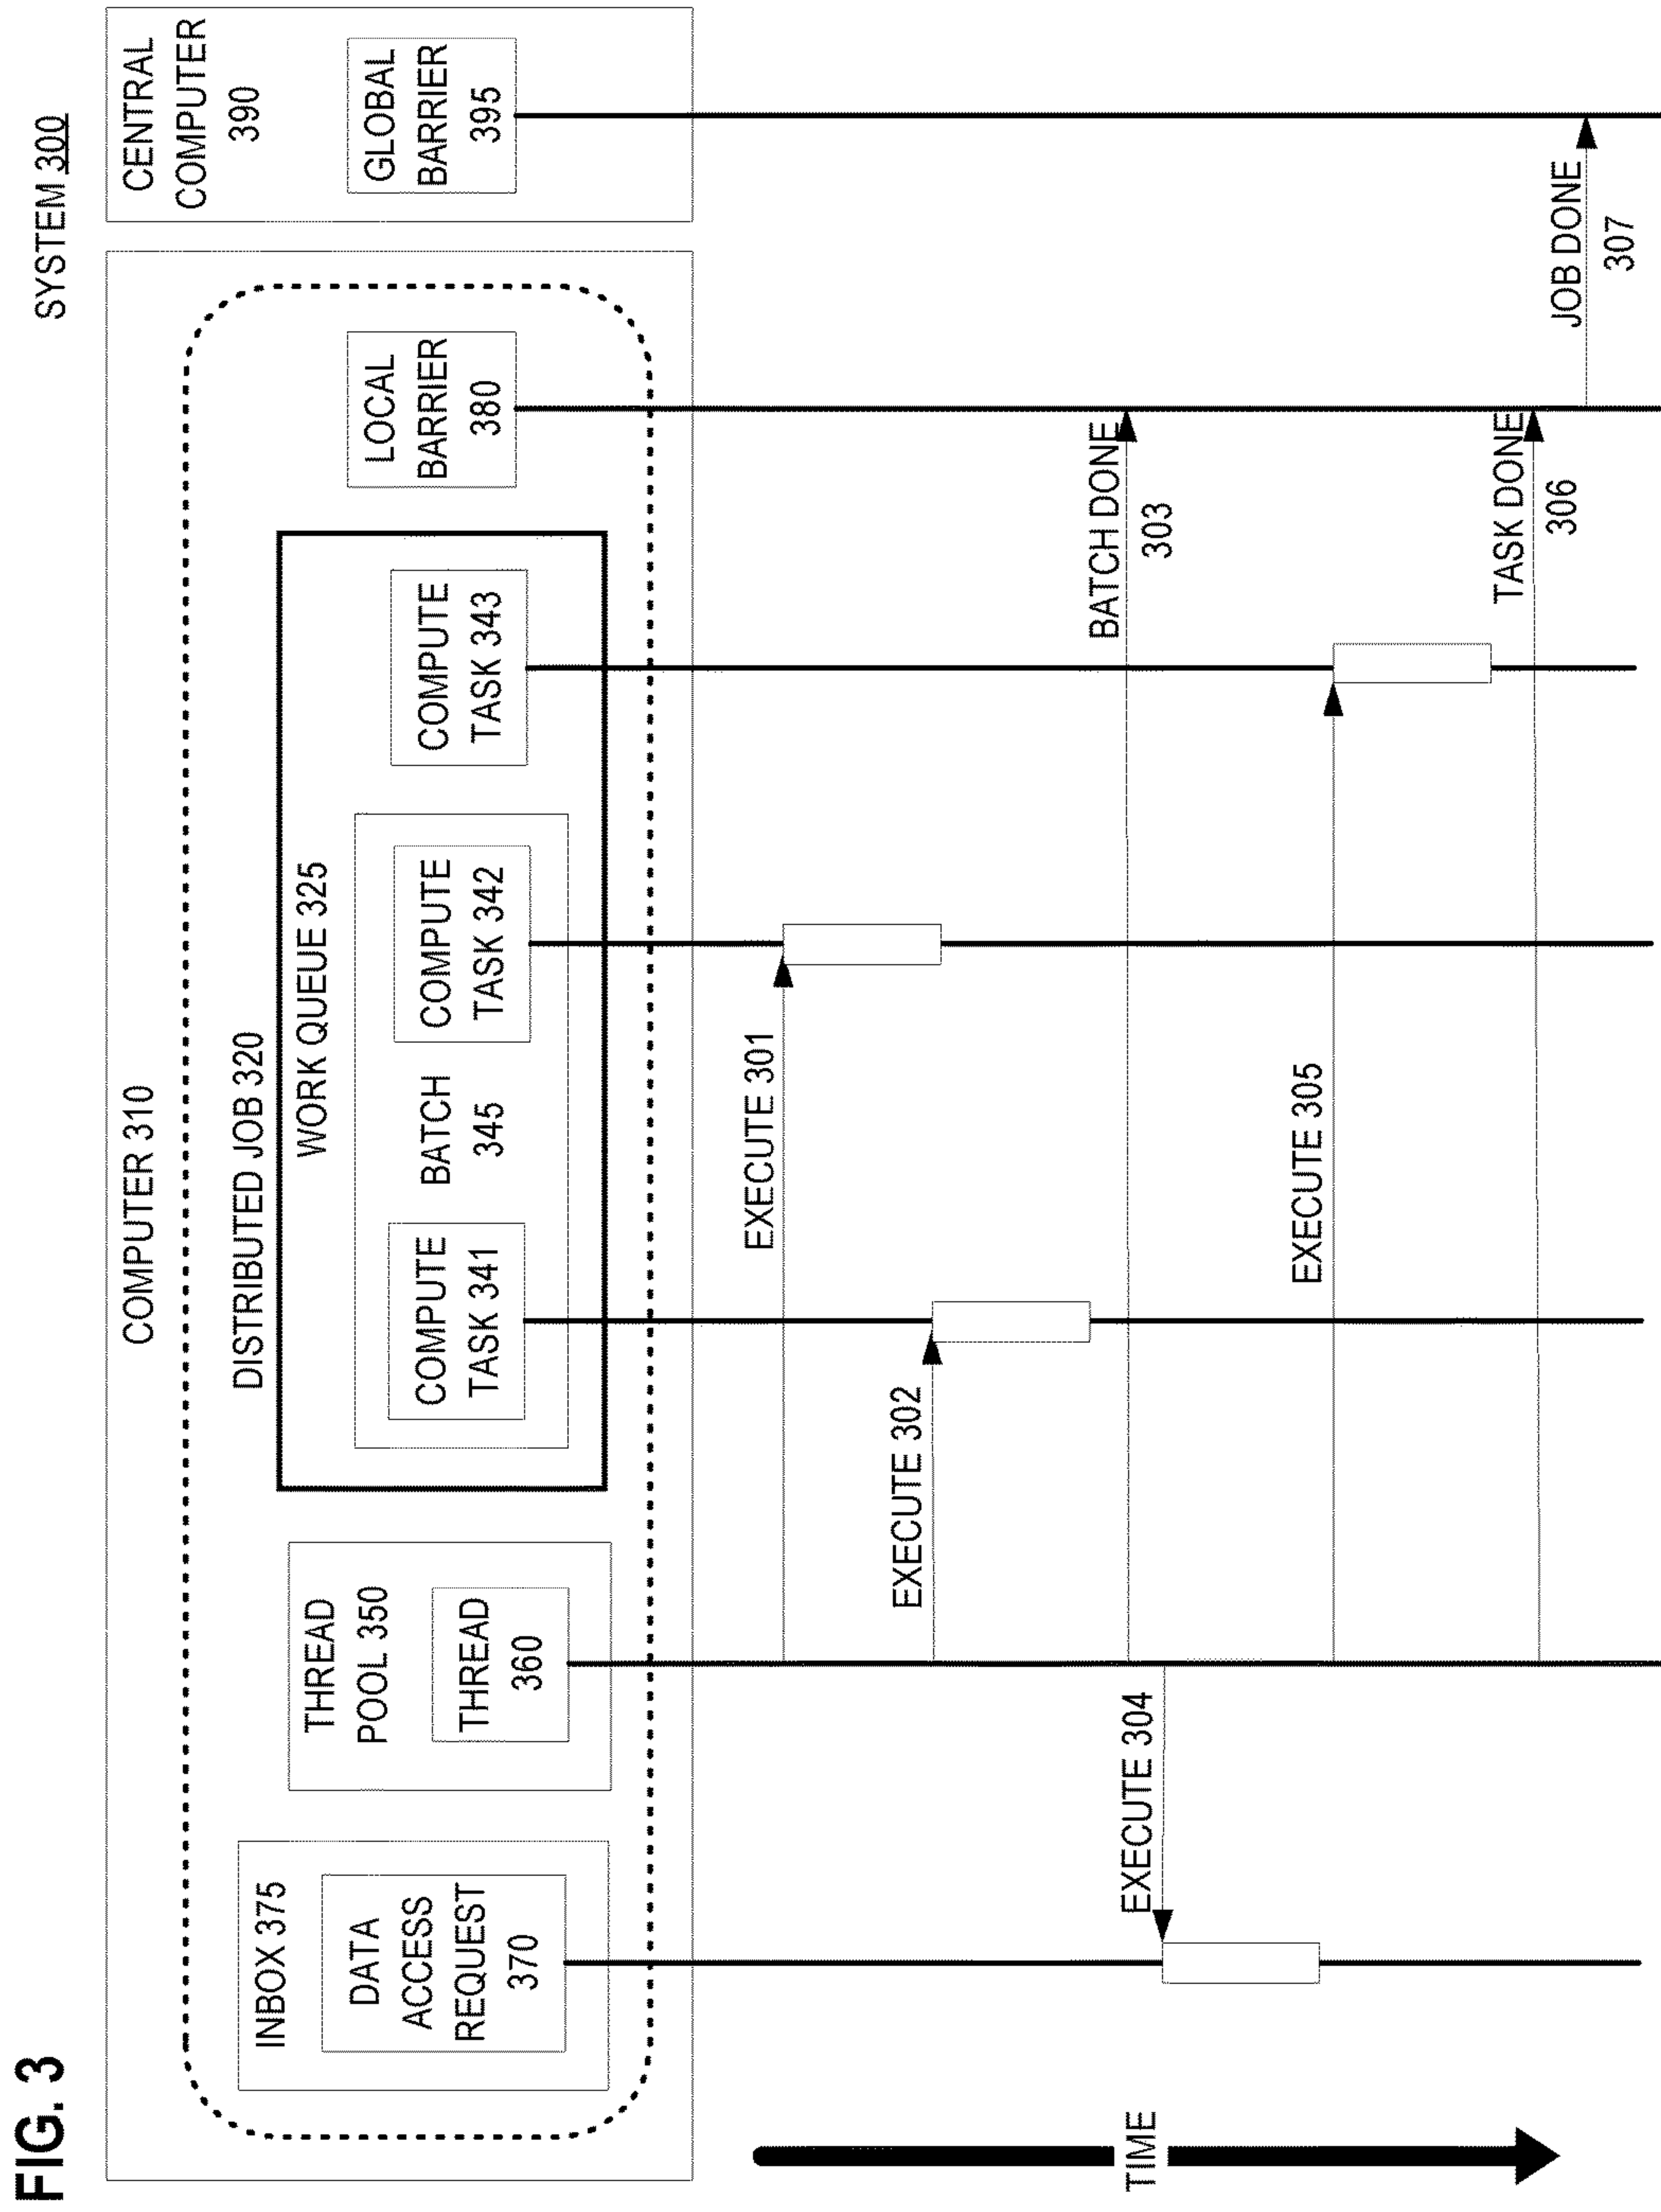 FIG. 3
SYSTEM 300
COMPUTER 310
CENTRAL
COMPUTER
390
DISTRIBUTED JOB 320
INBOX 375
DATA
ACCESS
REQUEST
370
THREAD
POOL 350
THREAD
360
WORK QUEUE 325
COMPUTE
TASK 341
BATCH
345
COMPUTE
TASK 342
COMPUTE
TASK 343
LOCAL
BARRIER
380
GLOBAL
BARRIER
395
EXECUTE 301
EXECUTE 302
BATCH DONE
303
EXECUTE 304
EXECUTE 305
TASK DONE
306
JOB DONE
307
TIME